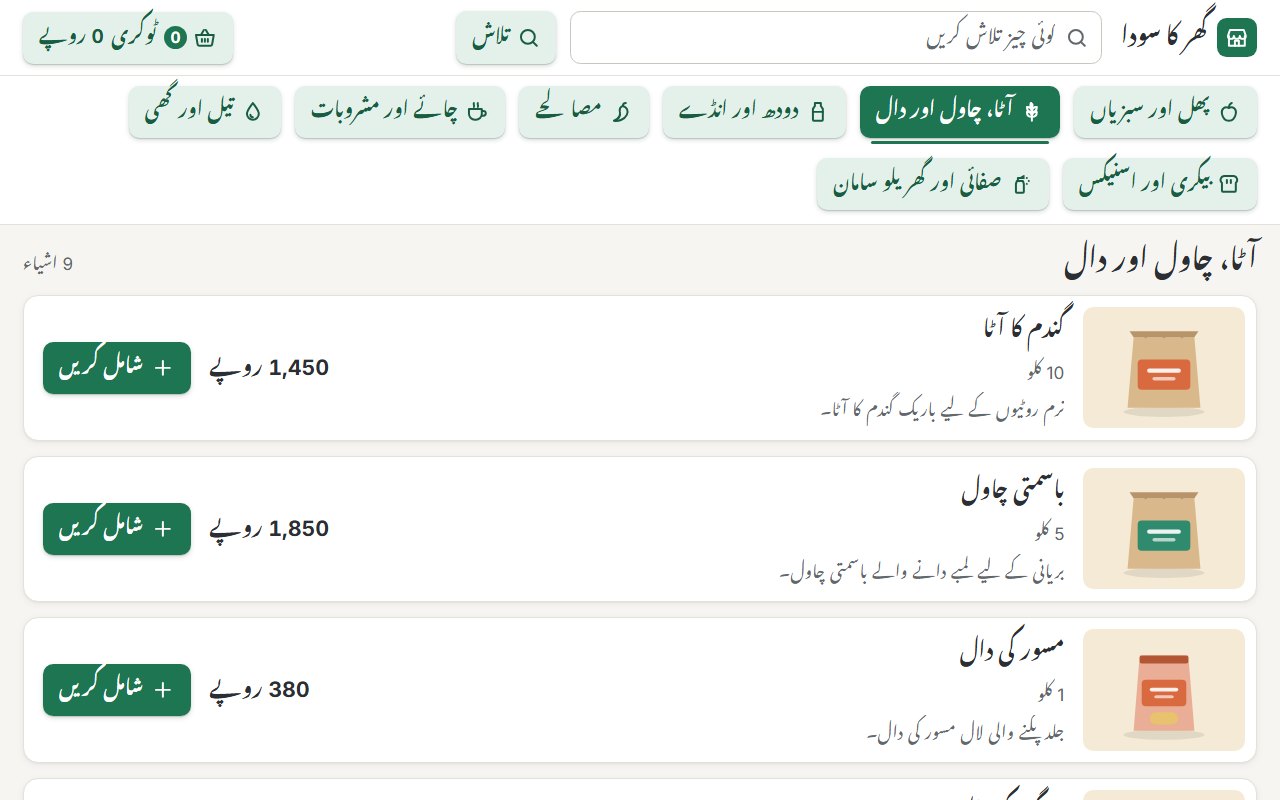 گھر کا سودا
کوئی چیز تلاش کریں
تلاش
ٹوکری 0 0 روپے
پھل اور سبزیاں
آٹا، چاول اور دال
دودھ اور انڈے
مصالحے
چائے اور مشروبات
تیل اور گھی
بیکری اور اسنیکس
صفائی اور گھریلو سامان
آٹا، چاول اور دال
9 اشیاء
گندم کا آٹا
10 کلو
نرم روٹیوں کے لیے باریک گندم کا آٹا۔
1,450 روپے
شامل کریں
باسمتی چاول
5 کلو
بریانی کے لیے لمبے دانے والے باسمتی چاول۔
1,850 روپے
شامل کریں
مسور کی دال
1 کلو
جلد پکنے والی لال مسور کی دال۔
380 روپے
شامل کریں